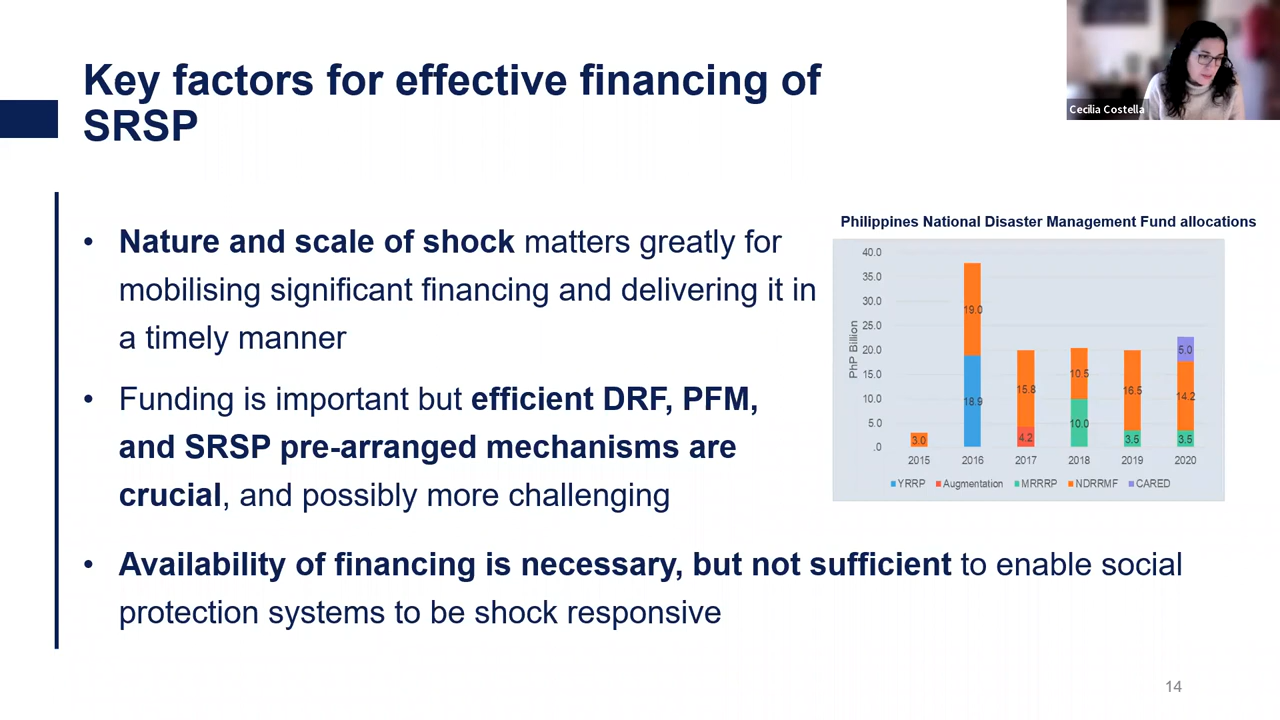 Key factors for effective financing of
SRSP
Cecilia Costella
• Nature and scale of shock matters greatly for
mobilising significant financing and delivering it in
a timely manner
• Funding is important but efficient DRF, PFM,
and SRSP pre-arranged mechanisms are
crucial, and possibly more challenging
• Availability of financing is necessary, but not sufficient to enable social
protection systems to be shock responsive
Philippines National Disaster Management Fund allocations
PhP Billion
40.0
35.0
30.0
25.0
20.0
15.0
10.0
5.0
.0
3.0
19.0
18.9
15.8
4.2
10.5
10.0
16.5
3.5
5.0
14.2
3.5
2015 2016 2017 2018 2019 2020
YRRP Augmentation MRRRP NDRRMF CARED
14